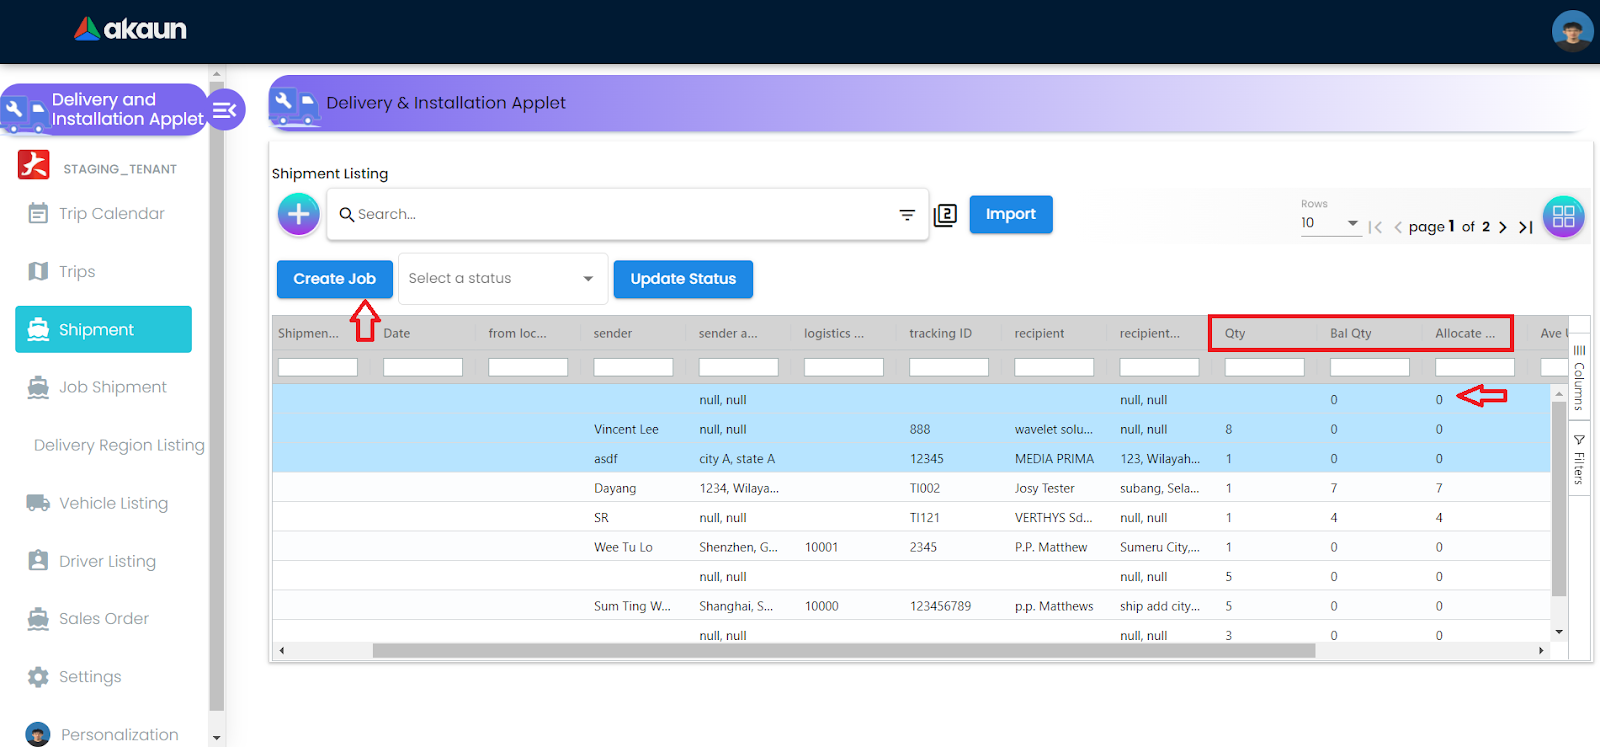 akaun
Delivery and
Installation Applet
STAGING_TENANT
Trip Calendar
Trips
Shipment
Job Shipment
Delivery Region Listing
Vehicle Listing
Driver Listing
Sales Order
Settings
Personalization
Delivery & Installation Applet
Shipment Listing
Search...
2
Import
Rows
10
page 1 of 2
Create Job
Select a status
Update Status
Shipmen... Date from loc... sender sender a... logistics ... tracking ID recipient recipient... Qty Bal Qty Allocate ... Ave U
null, null null, null 0 0
Vincent Lee null, null 888 wavelet solu... null, null 8 0 0
asdf city A, state A 12345 MEDIA PRIMA 123, Wilayah... 1 0 0
Dayang 1234, Wilaya... TI002 Josy Tester subang, Sela... 1 7 7
SR null, null TI121 VERTHYS Sd... null, null 1 4 4
Wee Tu Lo Shenzhen, G... 10001 2345 P.P. Matthew Sumeru City,... 1 0 0
null, null null, null 5 0 0
Sum Ting W... Shanghai, S... 10000 123456789 p.p. Matthews ship add city... 5 0 0
null, null null, null 3 0 0
Columns
Filters